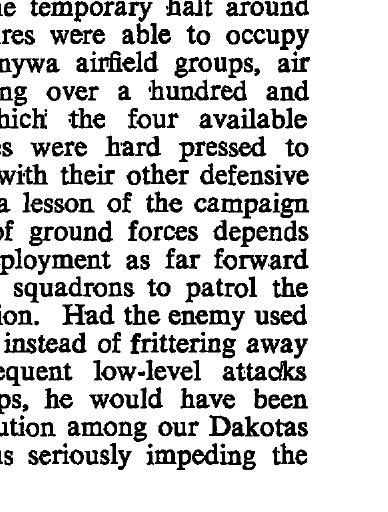 e temporary halt around
res were able to occupy
nywa airfield groups, air
ng over a hundred and
hich the four available
s were hard pressed to
with their other defensive
a lesson of the campaign
of ground forces depends
ployment as far forward
squadrons to patrol the
ion. Had the enemy used
instead of frittering away
equent low-level attacks
ps, he would have been
ution among our Dakotas
us seriously impeding the